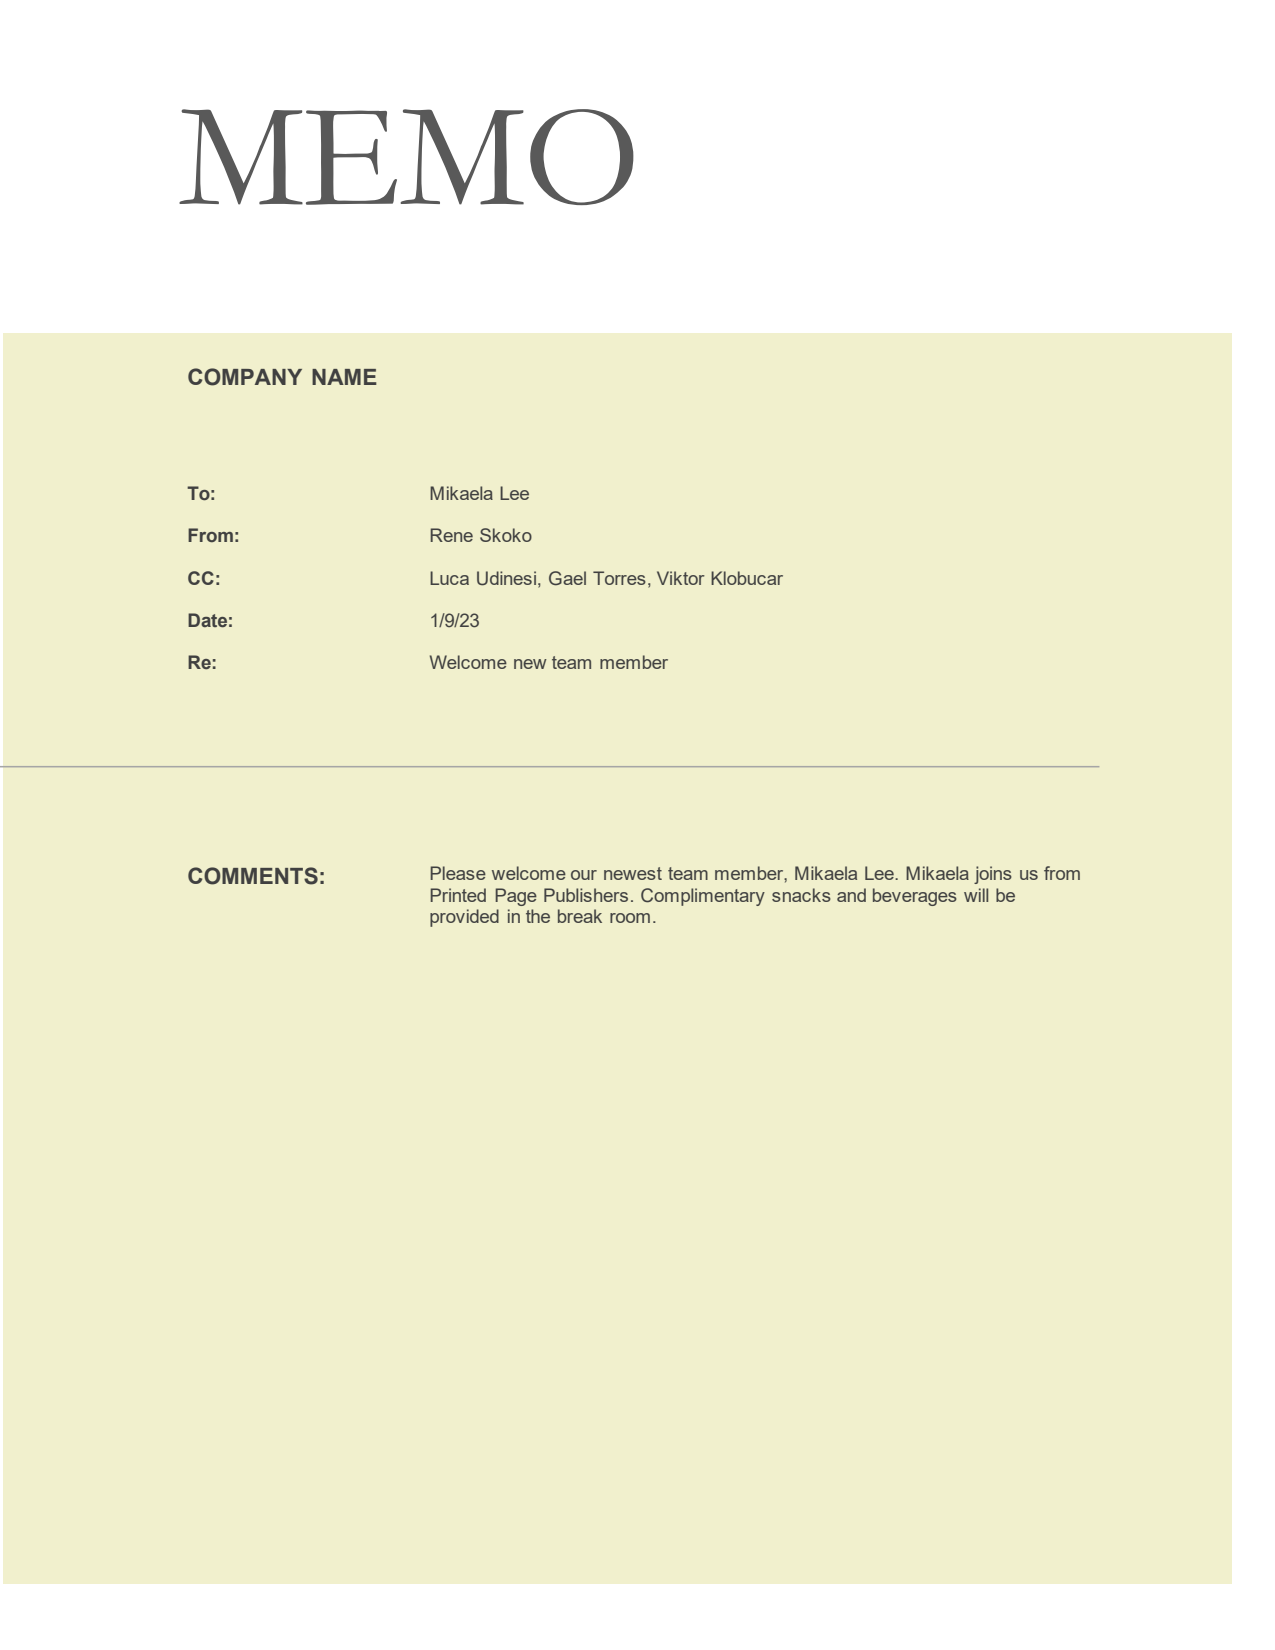 MEMO
COMPANY NAME
To: Mikaela Lee
From: Rene Skoko
CC: Luca Udinesi, Gael Torres, Viktor Klobucar
Date: 1/9/23
Re: Welcome new team member
COMMENTS: Please welcome our newest team member, Mikaela Lee. Mikaela joins us from
Printed Page Publishers. Complimentary snacks and beverages will be
provided in the break room.